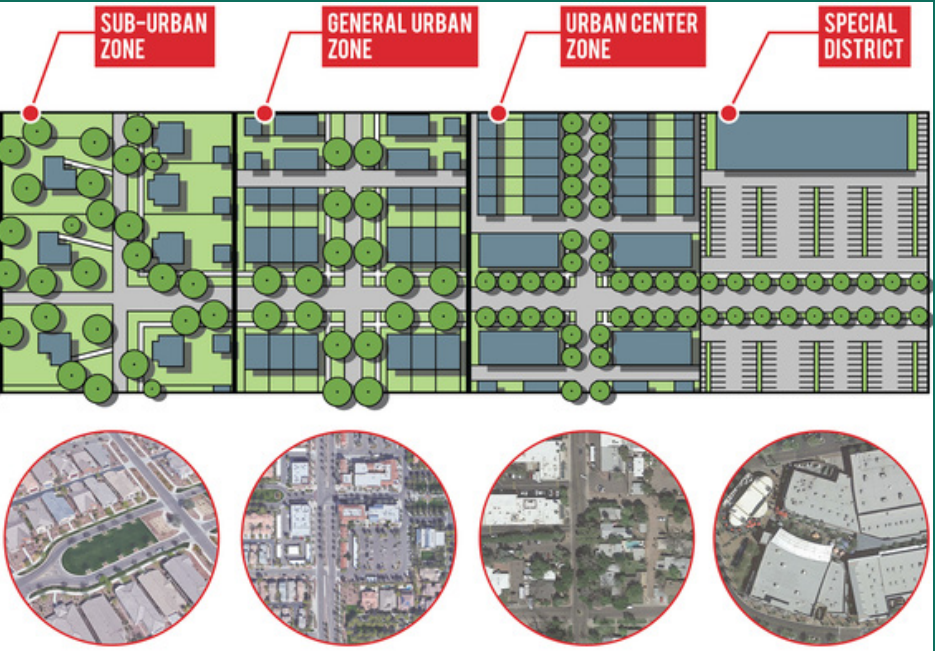 SUB-URBAN
ZONE
GENERAL URBAN
ZONE
URBAN CENTER
ZONE
SPECIAL
DISTRICT